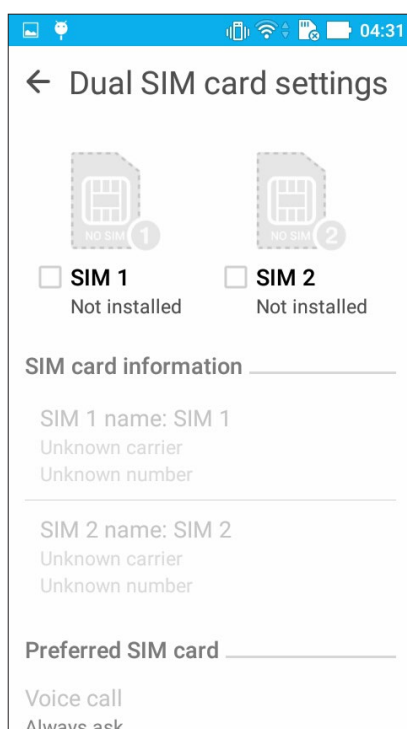 04:31
Dual SIM card settings
NO SIM 1 NO SIM 2
SIM 1 SIM 2
Not installed Not installed
SIM card information
SIM 1 name: SIM 1
Unknown carrier
Unknown number
SIM 2 name: SIM 2
Unknown carrier
Unknown number
Preferred SIM card
Voice call
Always ask